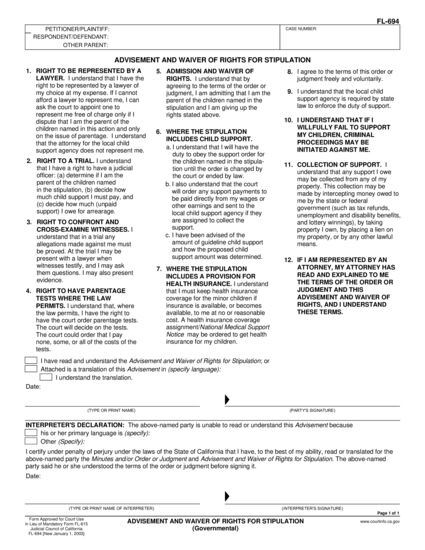 FL-694
PETITIONER/PLAINTIFF:
RESPONDENT/DEFENDANT:
OTHER PARENT:
CASE NUMBER:
ADVISEMENT AND WAIVER OF RIGHTS FOR STIPULATION
1. RIGHT TO BE REPRESENTED BY A
LAWYER. I understand that I have the
right to be represented by a lawyer of
my choice at my expense. If I cannot
afford a lawyer to represent me, I can
ask the court to appoint one to
represent me free of charge only if I
dispute that I am the parent of the
children named in this action and only
on the issue of parentage. I understand
that the attorney for the local child
support agency does not represent me.
2. RIGHT TO A TRIAL. I understand
that I have a right to have a judicial
officer: (a) determine if I am the
parent of the children named
in the stipulation, (b) decide how
much child support I must pay, and
(c) decide how much (unpaid
support) I owe for arrearage.
3. RIGHT TO CONFRONT AND
CROSS-EXAMINE WITNESSES. I
understand that in a trial any
allegations made against me must
be proved. At the trial I may be
present with a lawyer when
witnesses testify, and I may ask
them questions. I may also present
evidence.
4. RIGHT TO HAVE PARENTAGE
TESTS WHERE THE LAW
PERMITS. I understand that, where
the law permits, I have the right to
have the court order parentage tests.
The court will decide on the tests.
The court could order that I pay
none, some, or all of the costs of the
tests.
5. ADMISSION AND WAIVER OF
RIGHTS. I understand that by
agreeing to the terms of the order or
judgment, I am admitting that I am the
parent of the children named in the
stipulation and I am giving up the
rights stated above.
6. WHERE THE STIPULATION
INCLUDES CHILD SUPPORT.
a. I understand that I will have the
duty to obey the support order for
the children named in the stipula-
tion until the order is changed by
the court or ended by law.
b. I also understand that the court
will order any support payments to
be paid directly from my wages or
other earnings and sent to the
local child support agency if they
are assigned to collect the
support.
c. I have been advised of the
amount of guideline child support
and how the proposed child
support amount was determined.
7. WHERE THE STIPULATION
INCLUDES A PROVISION FOR
HEALTH INSURANCE. I understand
that I must keep health insurance
coverage for the minor children if
insurance is available, or becomes
available, to me at no or reasonable
cost. A health insurance coverage
assignment/National Medical Support
Notice may be ordered to get health
insurance for my children.
8. I agree to the terms of this order or
judgment freely and voluntarily.
9. I understand that the local child
support agency is required by state
law to enforce the duty of support.
10. I UNDERSTAND THAT IF I
WILLFULLY FAIL TO SUPPORT
MY CHILDREN, CRIMINAL
PROCEEDINGS MAY BE
INITIATED AGAINST ME.
11. COLLECTION OF SUPPORT. I
understand that any support I owe
may be collected from any of my
property. This collection may be
made by intercepting money owed to
me by the state or federal
government (such as tax refunds,
unemployment and disability benefits,
and lottery winnings), by taking
property I own, by placing a lien on
my property, or by any other lawful
means.
12. IF I AM REPRESENTED BY AN
ATTORNEY, MY ATTORNEY HAS
READ AND EXPLAINED TO ME
THE TERMS OF THE ORDER OR
JUDGMENT AND THIS
ADVISEMENT AND WAIVER OF
RIGHTS, AND I UNDERSTAND
THESE TERMS.
I have read and understand the Advisement and Waiver of Rights for Stipulation; or
Attached is a translation of this Advisement in (specify language):
I understand the translation.
Date:
(TYPE OR PRINT NAME)
(PARTY'S SIGNATURE)
INTERPRETER'S DECLARATION: The above-named party is unable to read or understand this Advisement because
his or her primary language is (specify):
Other (Specify):
I certify under penalty of perjury under the laws of the State of California that I have, to the best of my ability, read or translated for the
above-named party the Minutes and/or Order or Judgment and Advisement and Waiver of Rights for Stipulation. The above-named
party said he or she understood the terms of the order or judgment before signing it.
Date:
(TYPE OR PRINT NAME OF INTERPRETER)
(INTERPRETER'S SIGNATURE)
Page 1 of 1
Form Approved for Court Use
in Lieu of Mandatory Form FL-615
Judicial Council of California
FL-694 [New January 1, 2003]
ADVISEMENT AND WAIVER OF RIGHTS FOR STIPULATION
(Governmental)
www.courtinfo.ca.gov